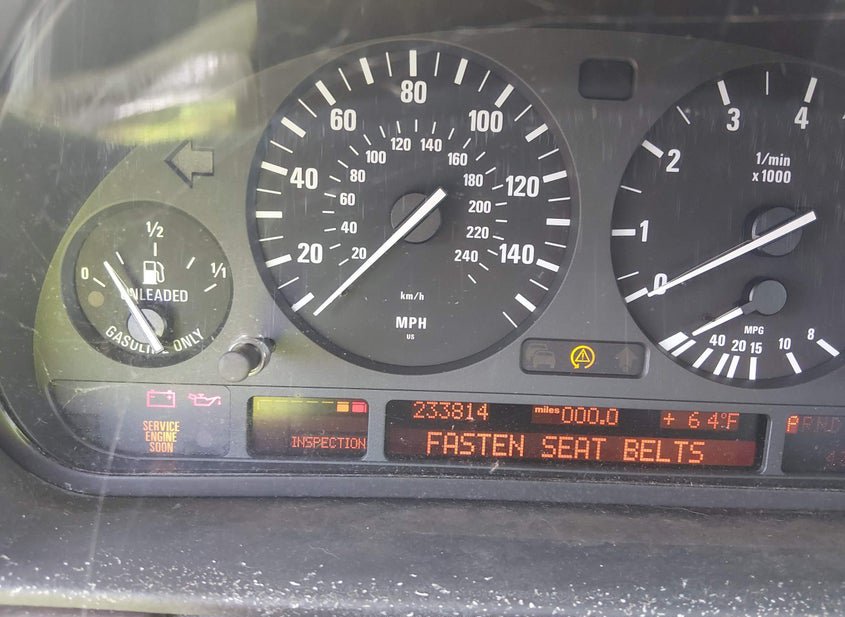 0
1/2
1/1
UNLEADED
GASOLINE ONLY
20
40
60
80
100
120
140
20
40
60
80
100
120
140
160
180
200
220
240
km/h
MPH
US
0
1
2
3
4
1/min
x 1000
MPG
40 20 15 10 8
SERVICE
ENGINE
SOON
INSPECTION
233814 miles 000.0 + 64°F
FASTEN SEAT BELTS
PRND